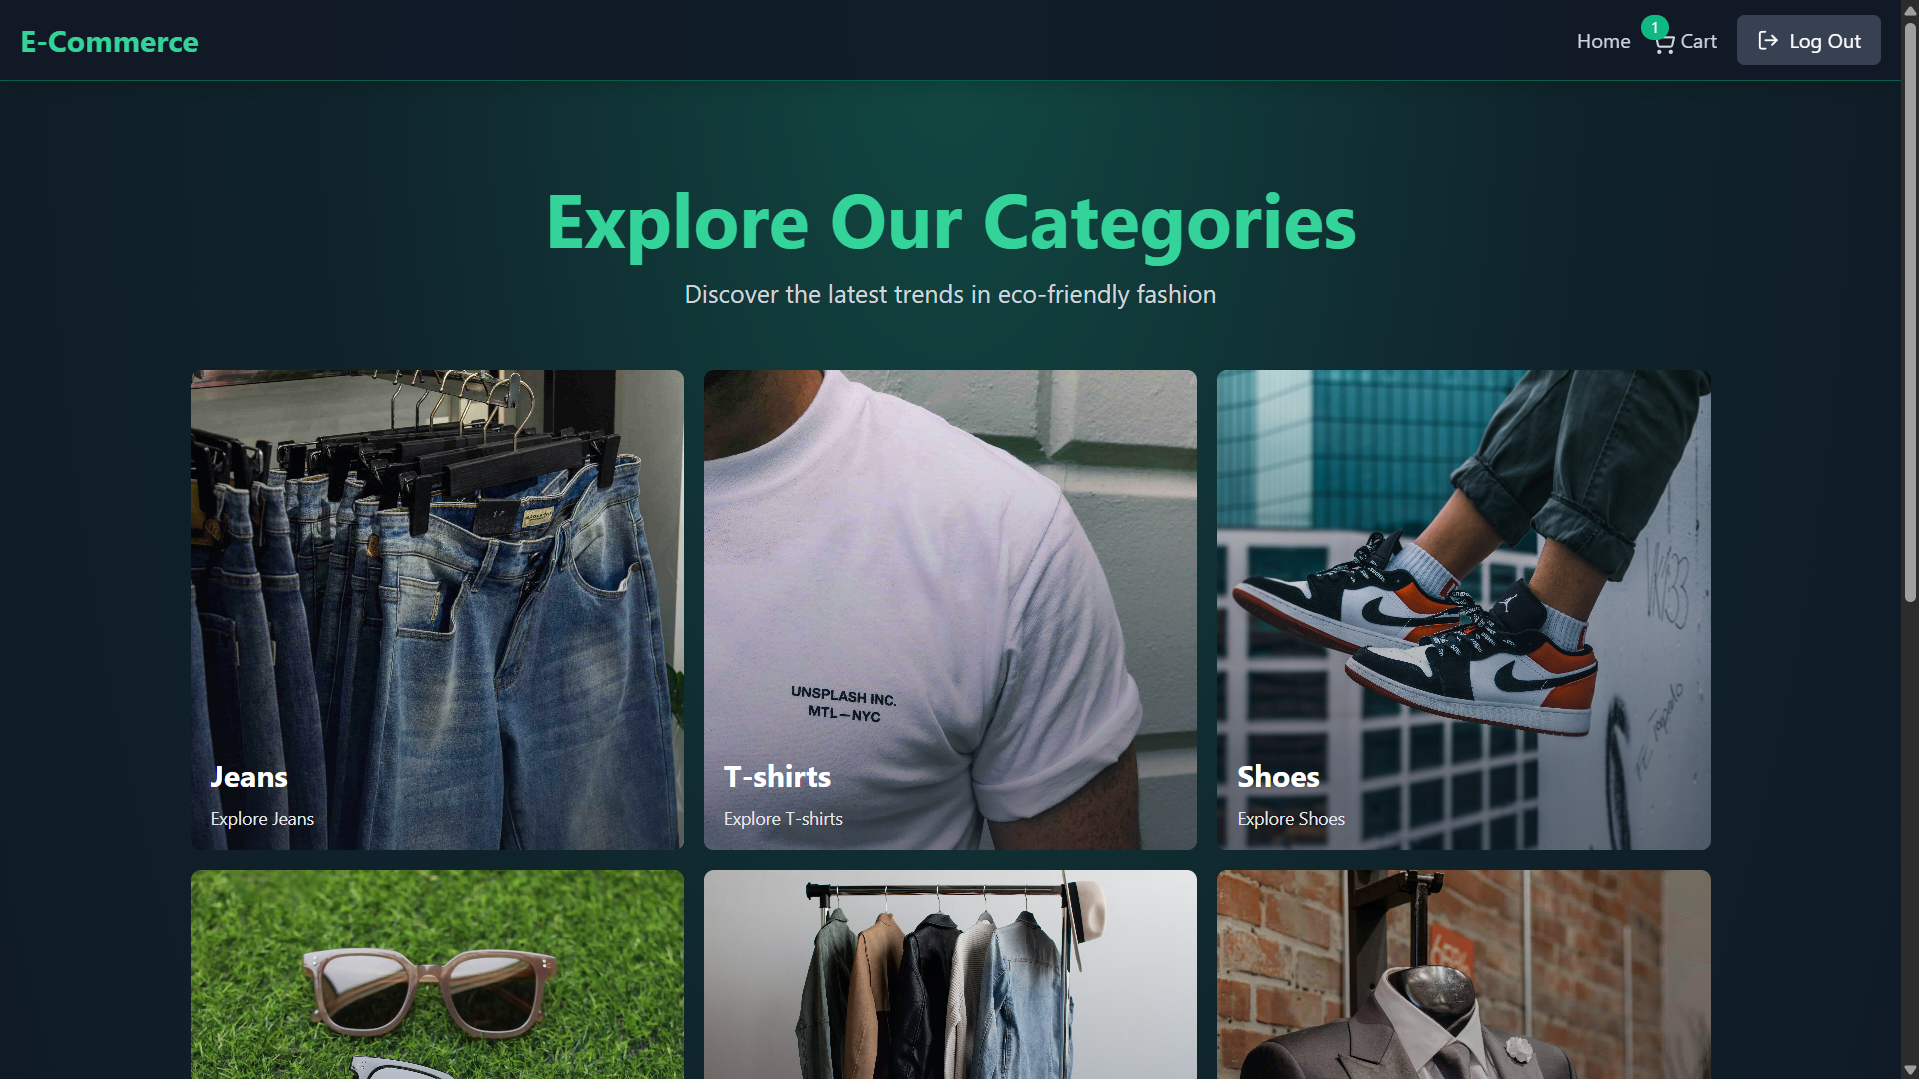 E-Commerce
Home
1
Cart
Log Out
Explore Our Categories
Discover the latest trends in eco-friendly fashion
UNSPLASH INC.
MTL—NYC
Jeans
Explore Jeans
T-shirts
Explore T-shirts
Shoes
Explore Shoes